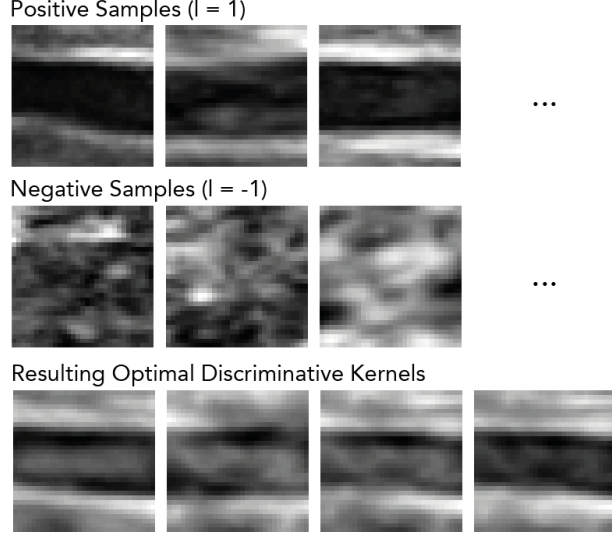 Positive Samples (l = 1)
...
Negative Samples (l = -1)
...
Resulting Optimal Discriminative Kernels